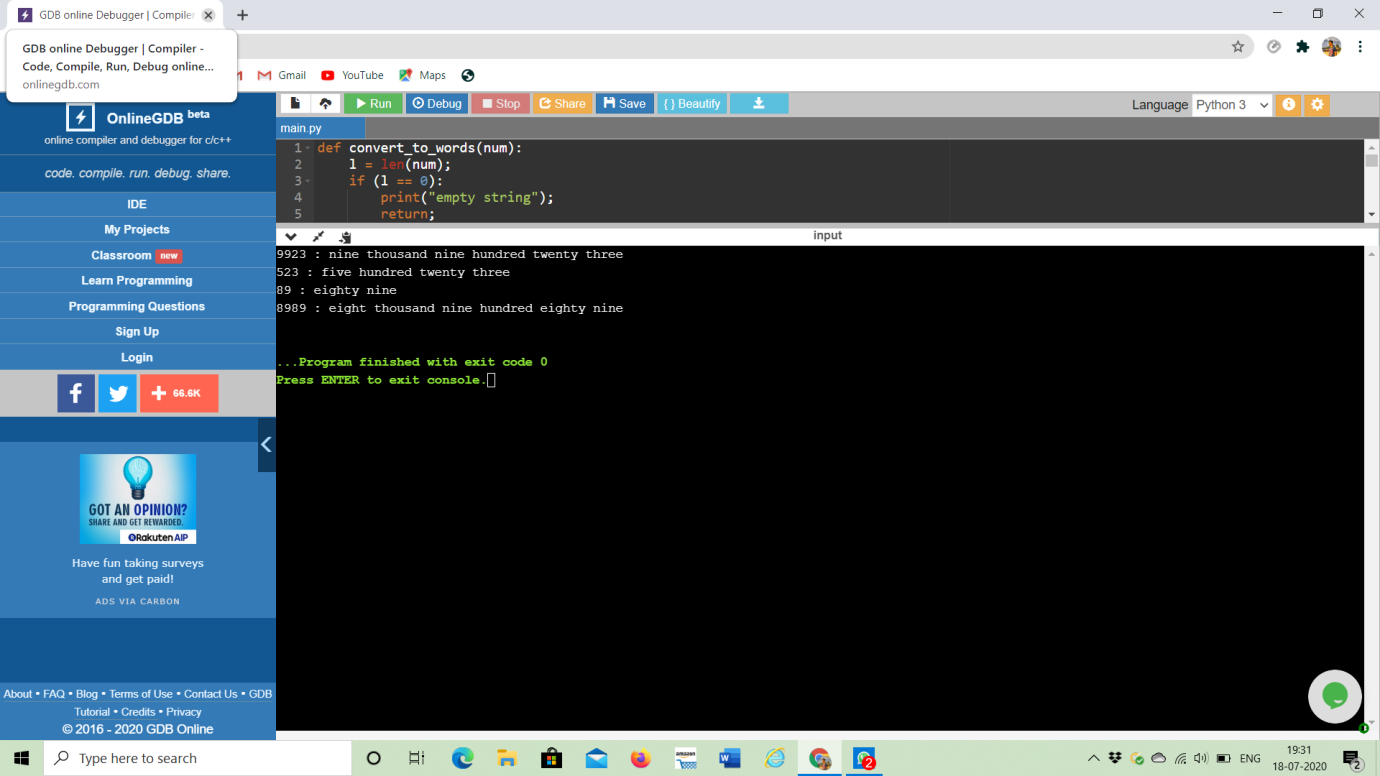 GDB online Debugger | Compiler
GDB online Debugger | Compiler -
Code, Compile, Run, Debug online...
onlinegdb.com
Gmail
YouTube
Maps
OnlineGDB beta
online compiler and debugger for c/c++
code. compile. run. debug. share.
IDE
My Projects
Classroom new
Learn Programming
Programming Questions
Sign Up
Login
f
+ 66.6K
GOT AN OPINION?
SHARE AND GET REWARDED.
Rakuten AIP
Have fun taking surveys
and get paid!
ADS VIA CARBON
About • FAQ • Blog • Terms of Use • Contact Us • GDB
Tutorial • Credits • Privacy
© 2016 - 2020 GDB Online
Run Debug Stop Share Save { } Beautify
Language Python 3
main.py
1 def convert_to_words(num):
2 l = len(num);
3 if (l == 0):
4 print("empty string");
5 return;
input
9923 : nine thousand nine hundred twenty three
523 : five hundred twenty three
89 : eighty nine
8989 : eight thousand nine hundred eighty nine
...Program finished with exit code 0
Press ENTER to exit console.
Type here to search
amazon
W
2
ENG
19:31
18-07-2020
2